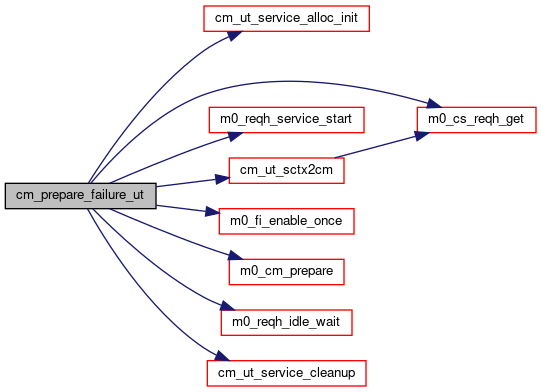 cm_ut_service_alloc_init
m0_cs_reqh_get
m0_reqh_service_start
cm_ut_sctx2cm
cm_prepare_failure_ut
m0_fi_enable_once
m0_cm_prepare
m0_reqh_idle_wait
cm_ut_service_cleanup